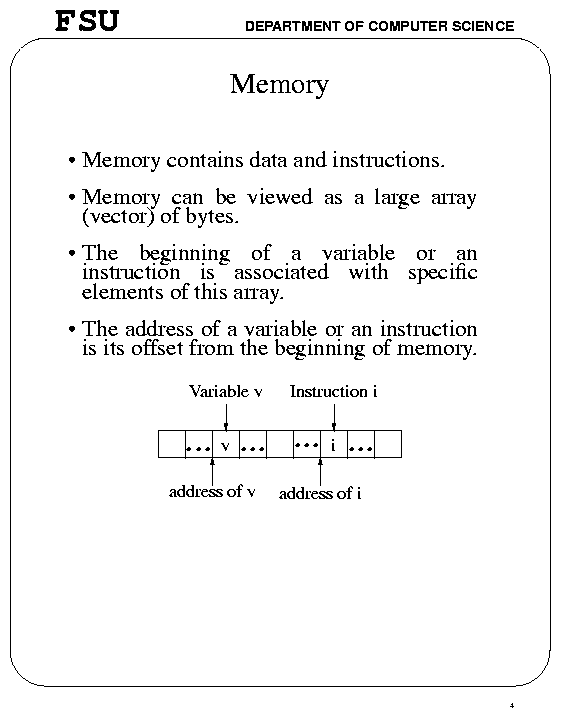 FSU DEPARTMENT OF COMPUTER SCIENCE
Memory
• Memory contains data and instructions.
• Memory can be viewed as a large array
(vector) of bytes.
• The beginning of a variable or an
instruction is associated with specific
elements of this array.
• The address of a variable or an instruction
is its offset from the beginning of memory.
Variable v Instruction i
... v ... ... i ...
address of v address of i
4